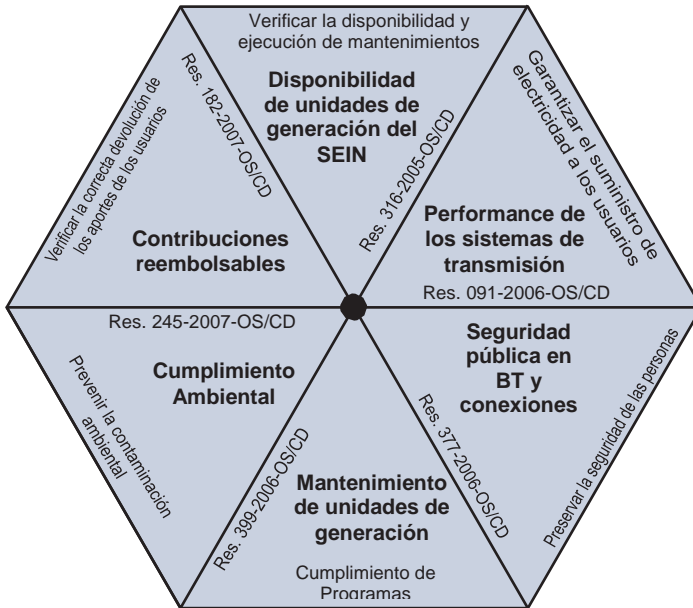 Verificar la disponibilidad y
ejecución de mantenimientos
Disponibilidad
de unidades de
generación del
SEIN
Res. 316-2005-OS/CD
Garantizar el suministro de
electricidad a los usuarios
Performance de
los sistemas de
transmisión
Res. 091-2006-OS/CD
Seguridad
pública en
BT y
conexiones
Preservar la seguridad de las personas
Res. 377-2006-OS/CD
Mantenimiento
de unidades de
generación
Cumplimiento de
Programas
Res. 399-2006-OS/CD
Cumplimiento
Ambiental
Prevenir la contaminación
ambiental
Res. 245-2007-OS/CD
Contribuciones
reembolsables
Verificar la correcta devolución de
los aportes de los usuarios
Res. 182-2007-OS/CD